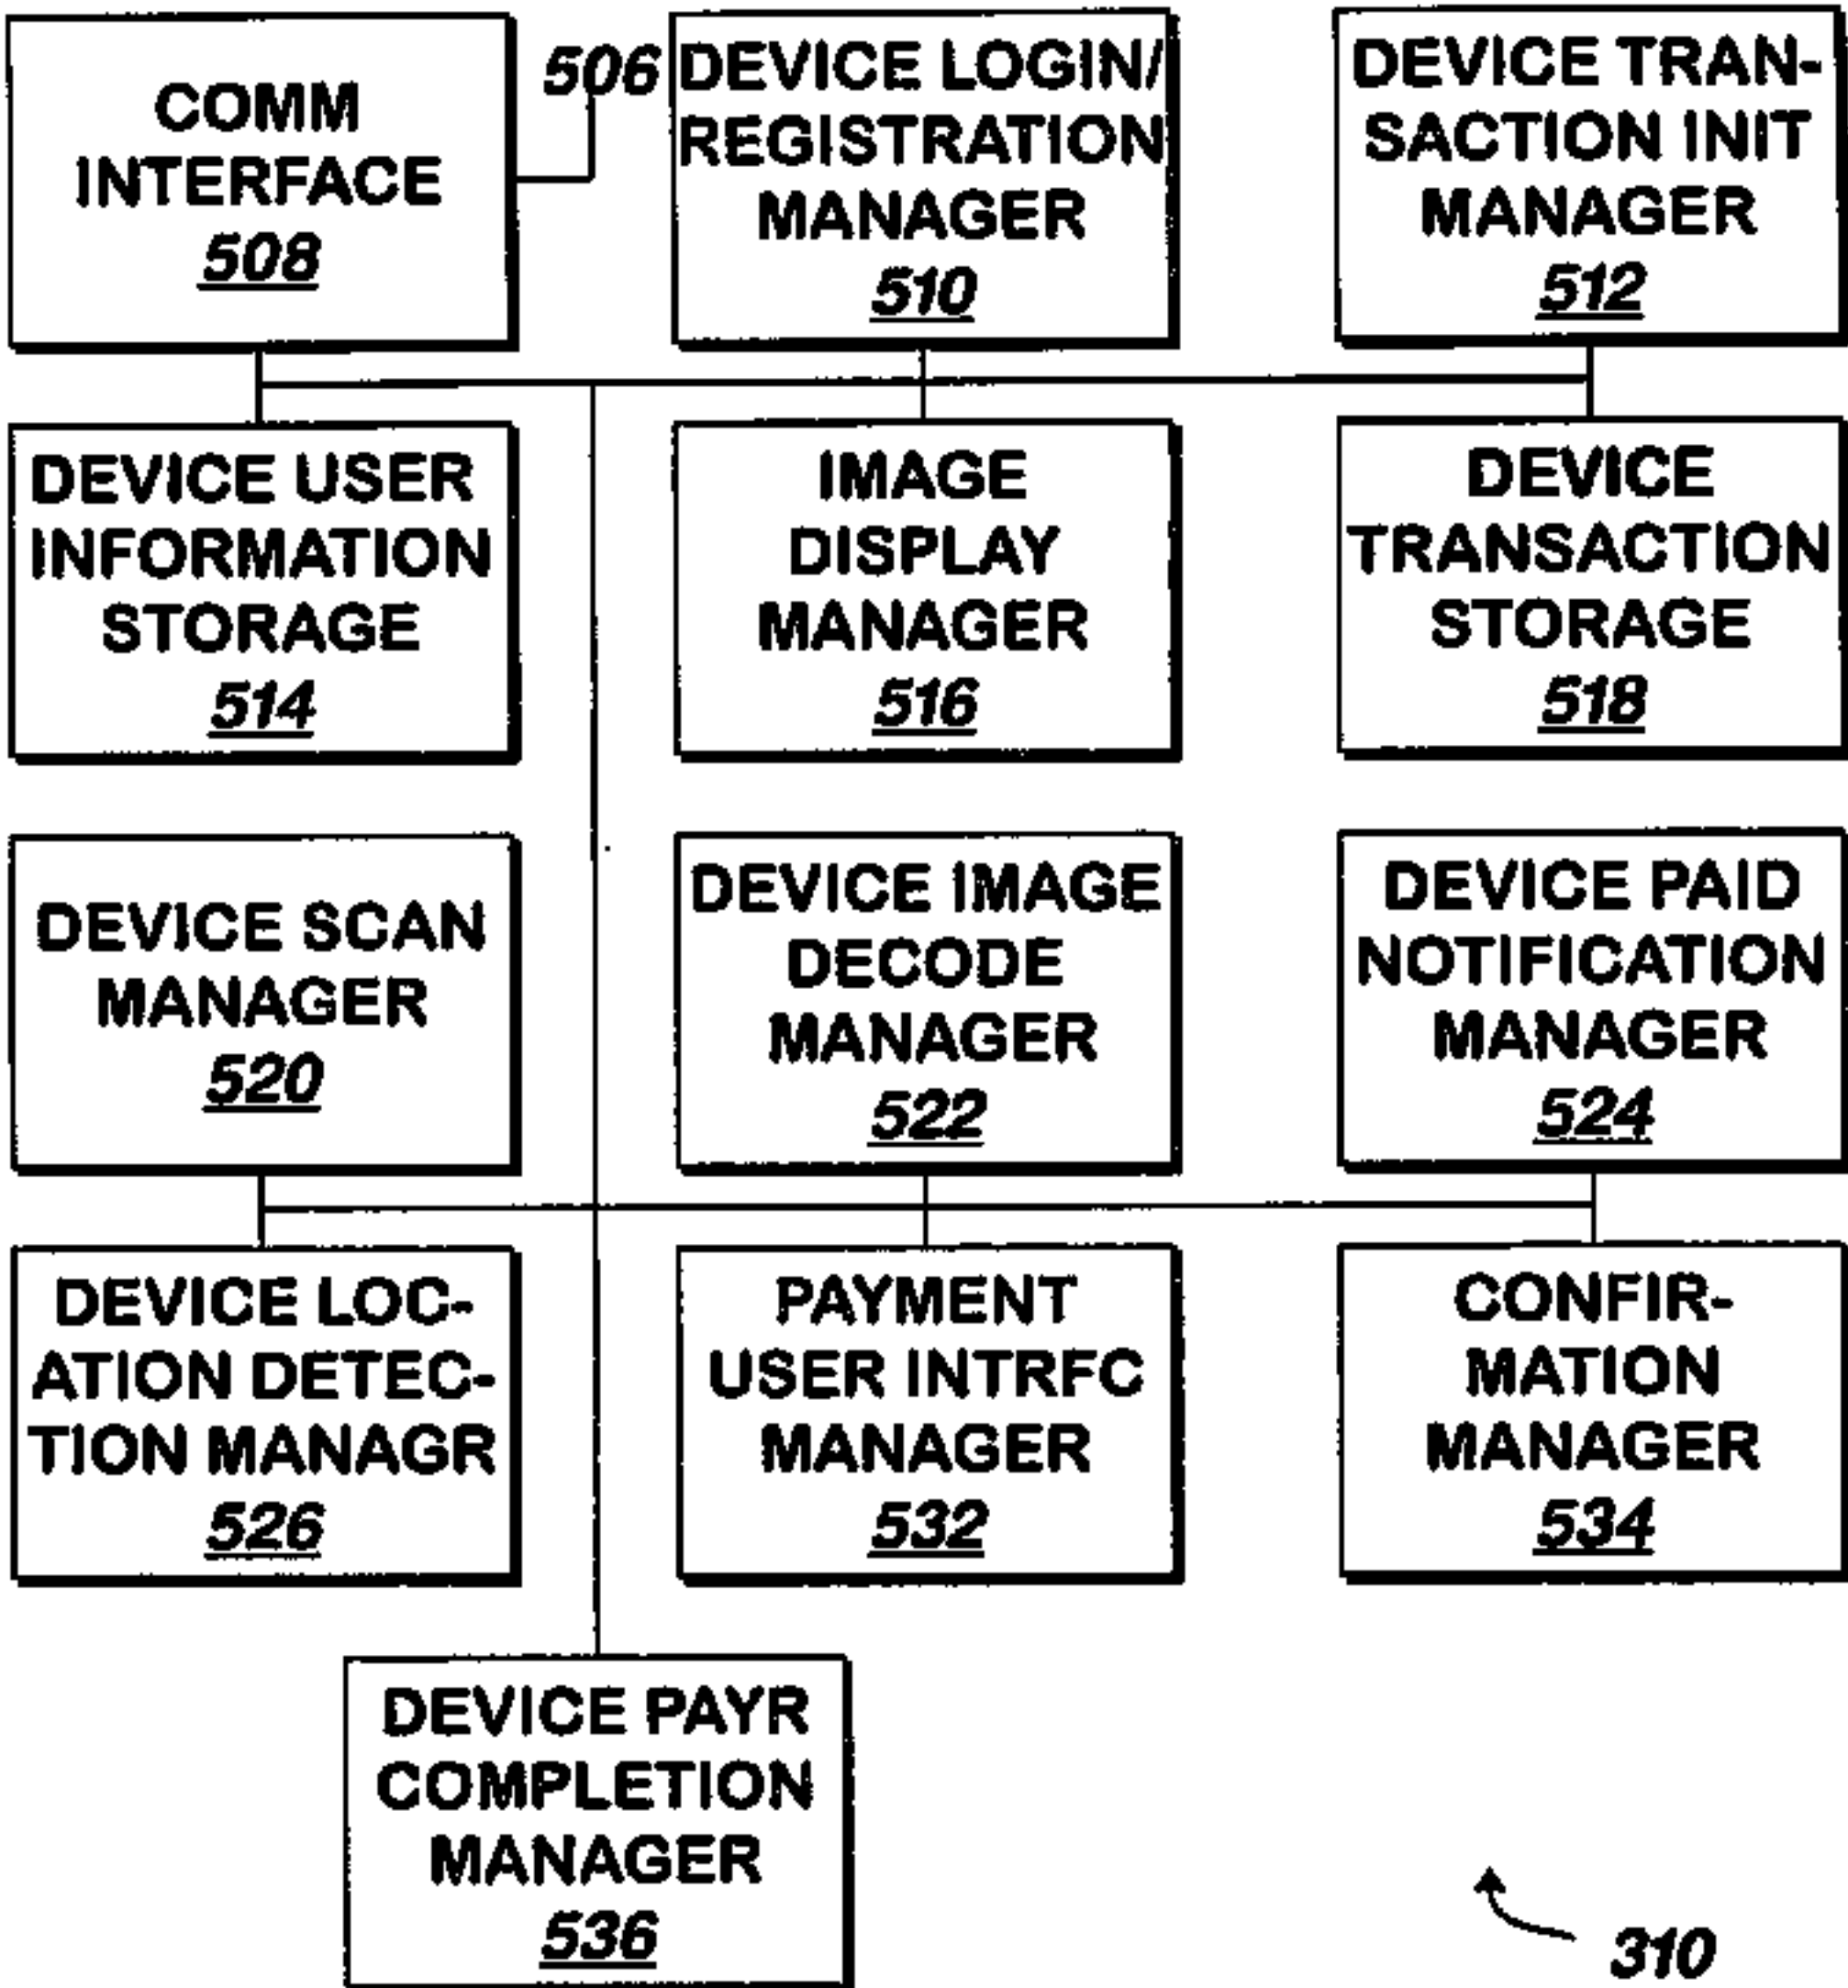 COMM
INTERFACE
508
506
DEVICE LOGIN/
REGISTRATION
MANAGER
510
DEVICE TRAN-
SACTION INIT
MANAGER
512
DEVICE USER
INFORMATION
STORAGE
514
IMAGE
DISPLAY
MANAGER
516
DEVICE
TRANSACTION
STORAGE
518
DEVICE SCAN
MANAGER
520
DEVICE IMAGE
DECODE
MANAGER
522
DEVICE PAID
NOTIFICATION
MANAGER
524
DEVICE LOC-
ATION DETEC-
TION MANAGR
526
PAYMENT
USER INTRFC
MANAGER
532
CONFIR-
MATION
MANAGER
534
DEVICE PAYR
COMPLETION
MANAGER
536
310